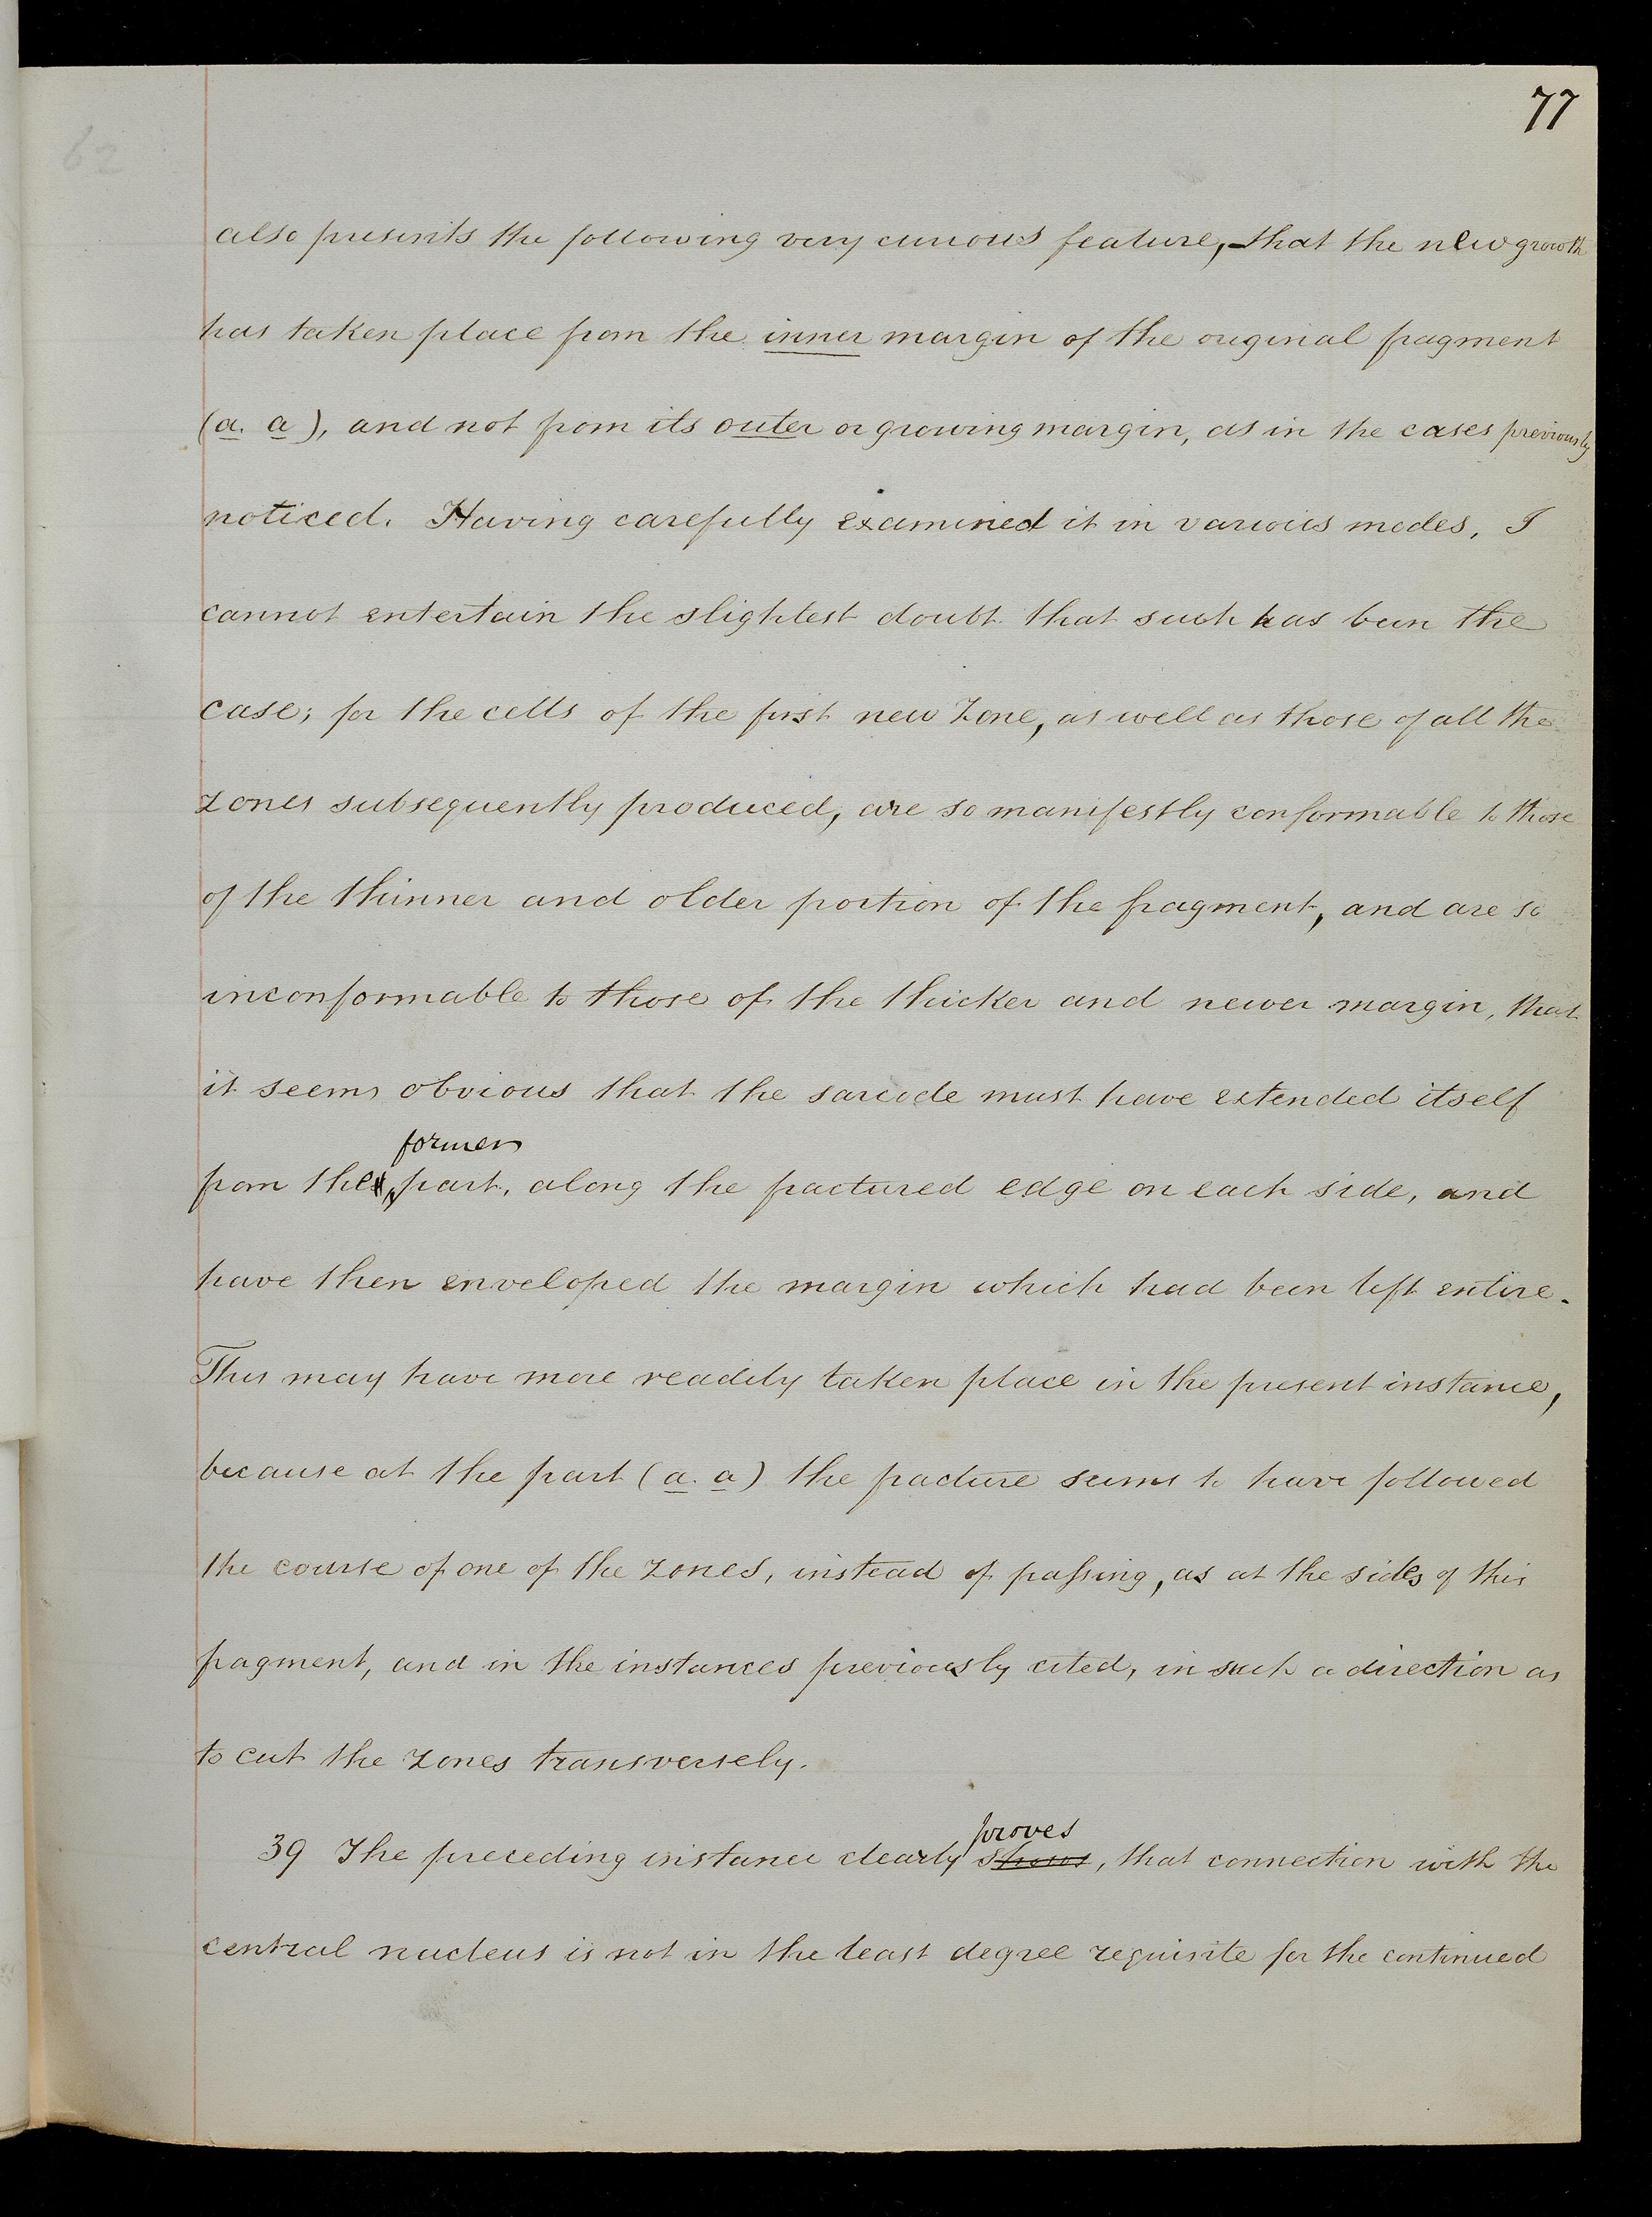 77
62
also presents the following very curious feature,—that the new growth
has taken place from the inner margin of the original fragment
(a. a), and not from its outer or growing margin, as in the cases previously
noticed. Having carefully examined it in various modes, I
cannot entertain the slightest doubt that such has been the
case; for the cells of the first new zone, as well as those of all the
zones subsequently produced, are so manifestly conformable to those
of the thinner and older portion of the fragment, and are so
inconformable to those of the thicker and newer margin, that
it seems obvious that the sarcode must have extended itself
former
from the part, along the fractured edge on each side, and
have then enveloped the margin which had been left entire.
This may have more readily taken place in the present instance,
because at the part (a. a) the fracture seems to have followed
the course of one of the zones, instead of passing, as at the sides of this
fragment, and in the instances previously cited, in such a direction as
to cut the zones transversely.
proves
39 The preceding instance clearly shows, that connection with the
central nucleus is not in the least degree requisite for the continued